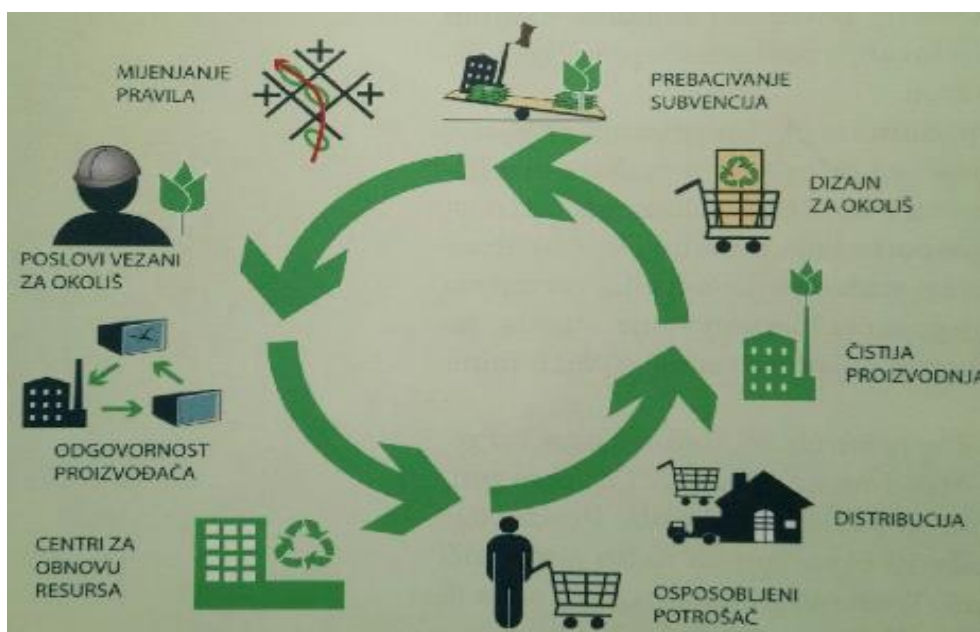 MIJENJANJE
PRAVILA
PREBACIVANJE
SUBVENCIJA
DIZAJN
ZA OKOLIŠ
POSLOVI VEZANI
ZA OKOLIŠ
ČISTIJA
PROIZVODNJA
ODGOVORNOST
PROIZVOĐAČA
DISTRIBUCIJA
CENTRI ZA
OBNOVU
RESURSA
OSPOSOBLJENI
POTROŠAČ